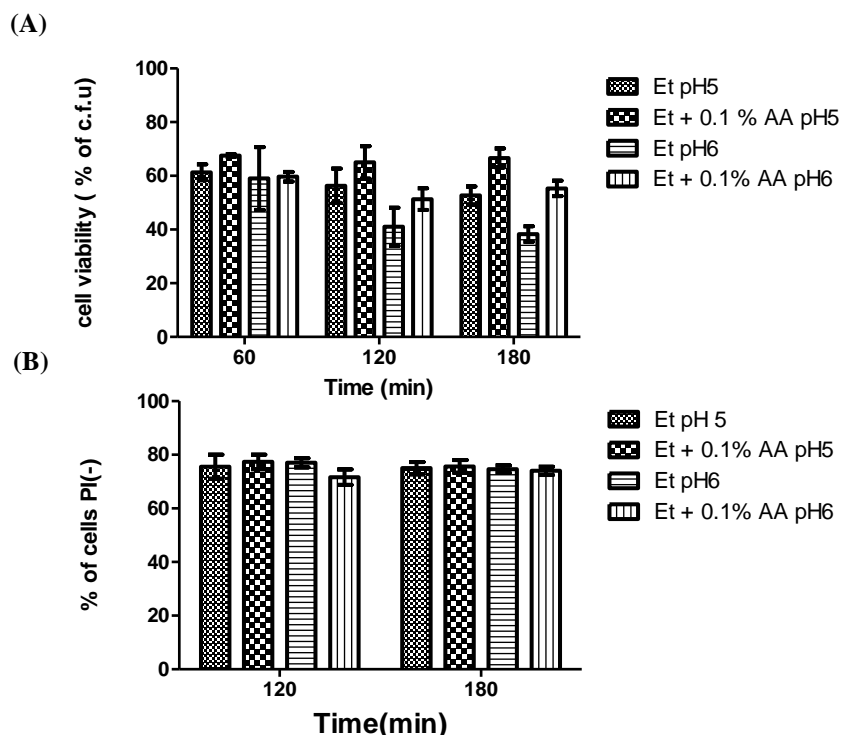 (A)
100
80
60
40
20
0
cell viability ( % of c.f.u)
60 120 180
Time (min)
Et pH5
Et + 0.1 % AA pH5
Et pH6
Et + 0.1% AA pH6
(B)
100
80
60
40
20
0
% of cells PI(-)
120 180
Time(min)
Et pH 5
Et + 0.1% AA pH5
Et pH6
Et + 0.1% AA pH6